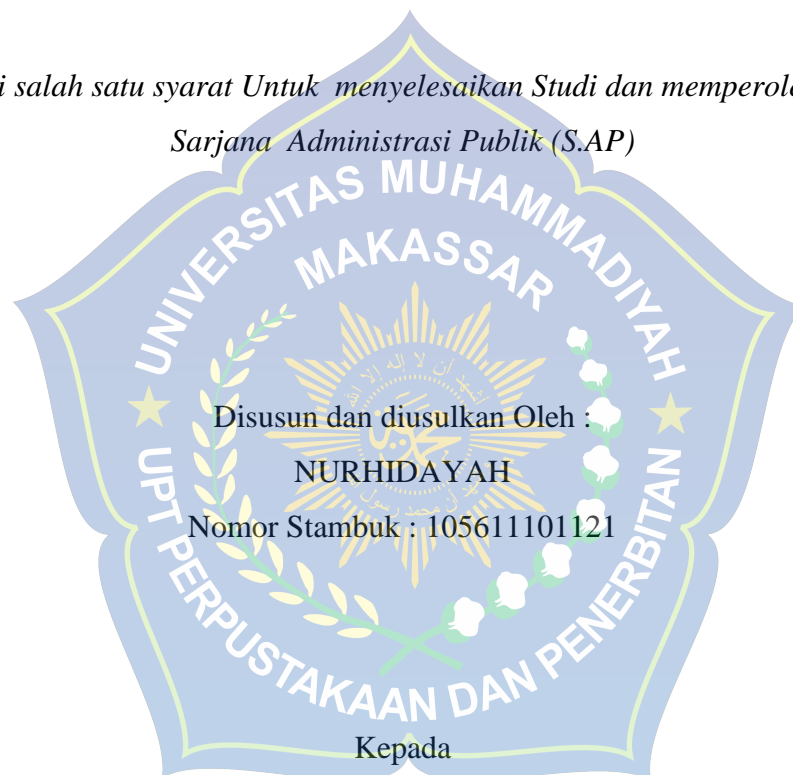 i salah satu syarat Untuk menyelesaikan Studi dan memperole
Sarjana Administrasi Publik (S.AP)
UNIVERSITAS MUHAMMADIYAH
MAKASSAR
Disusun dan diusulkan Oleh :
NURHIDAYAH
Nomor Stambuk : 105611101121
UPT PERPUSTAKAAN DAN PENERBITAN
Kepada